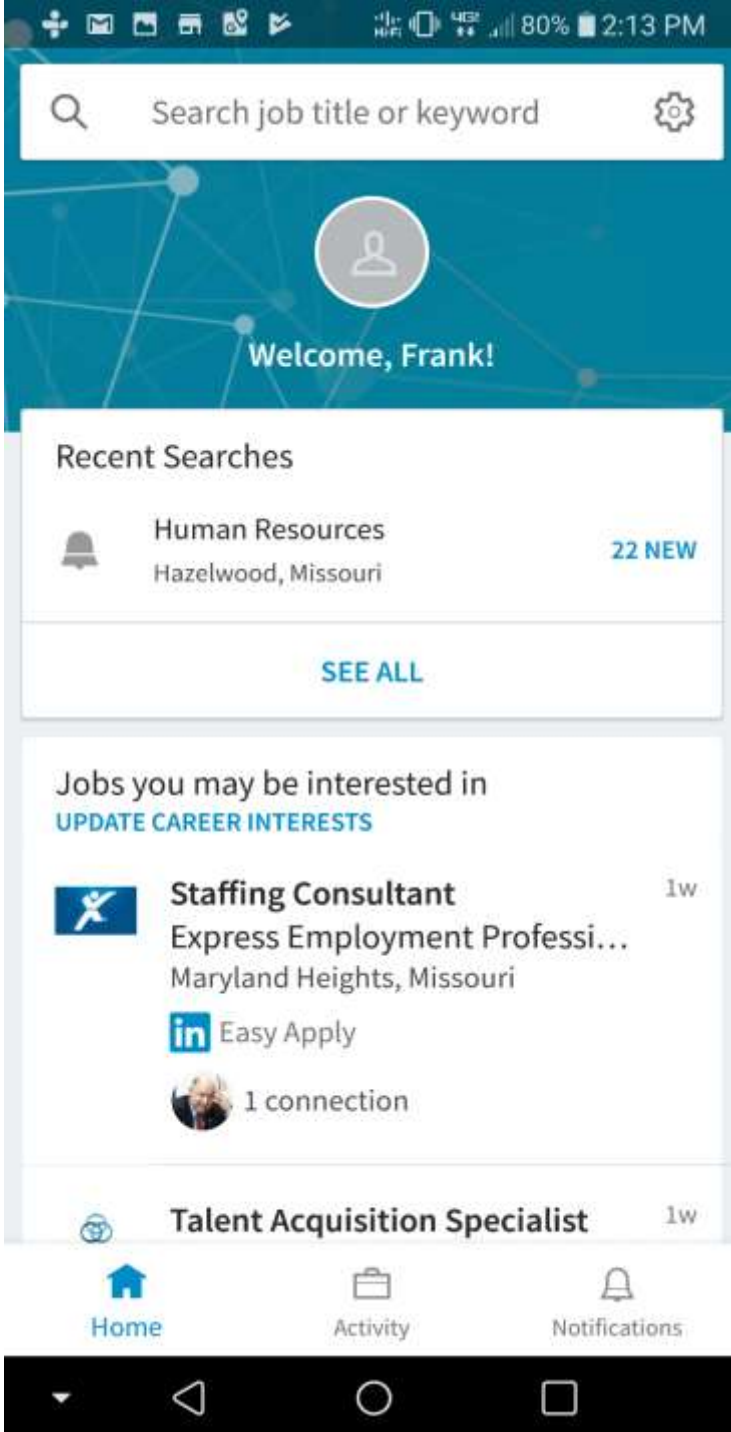 80% 2:13 PM
Search job title or keyword
Welcome, Frank!
Recent Searches
Human Resources
22 NEW
Hazelwood, Missouri
SEE ALL
Jobs you may be interested in
UPDATE CAREER INTERESTS
Staffing Consultant 1w
Express Employment Professi...
Maryland Heights, Missouri
in Easy Apply
1 connection
Talent Acquisition Specialist 1w
Home Activity Notifications